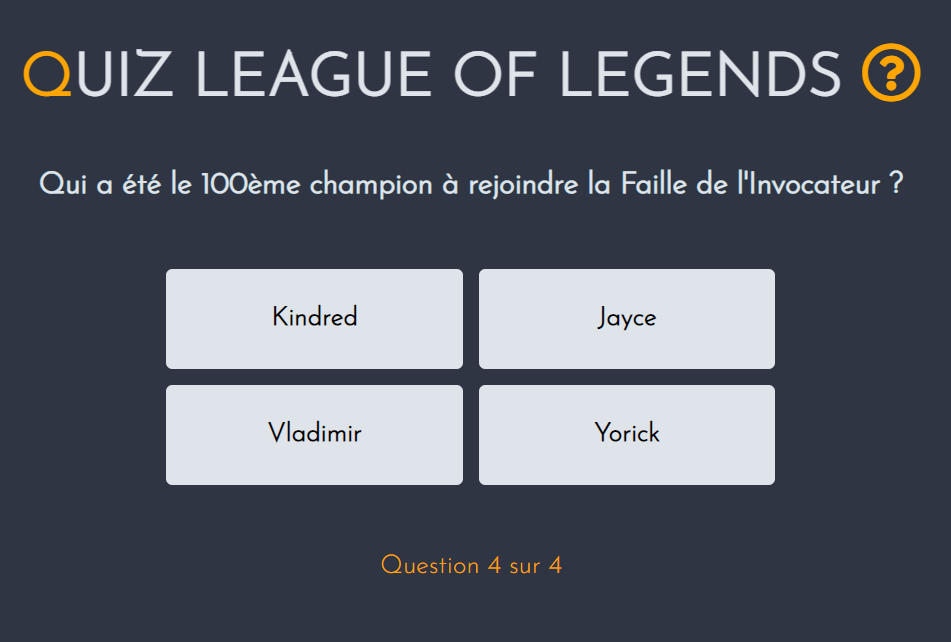 QUIZ LEAGUE OF LEGENDS ?
Qui a été le 100ème champion à rejoindre la Faille de l'Invocateur ?
Kindred
Jayce
Vladimir
Yorick
Question 4 sur 4